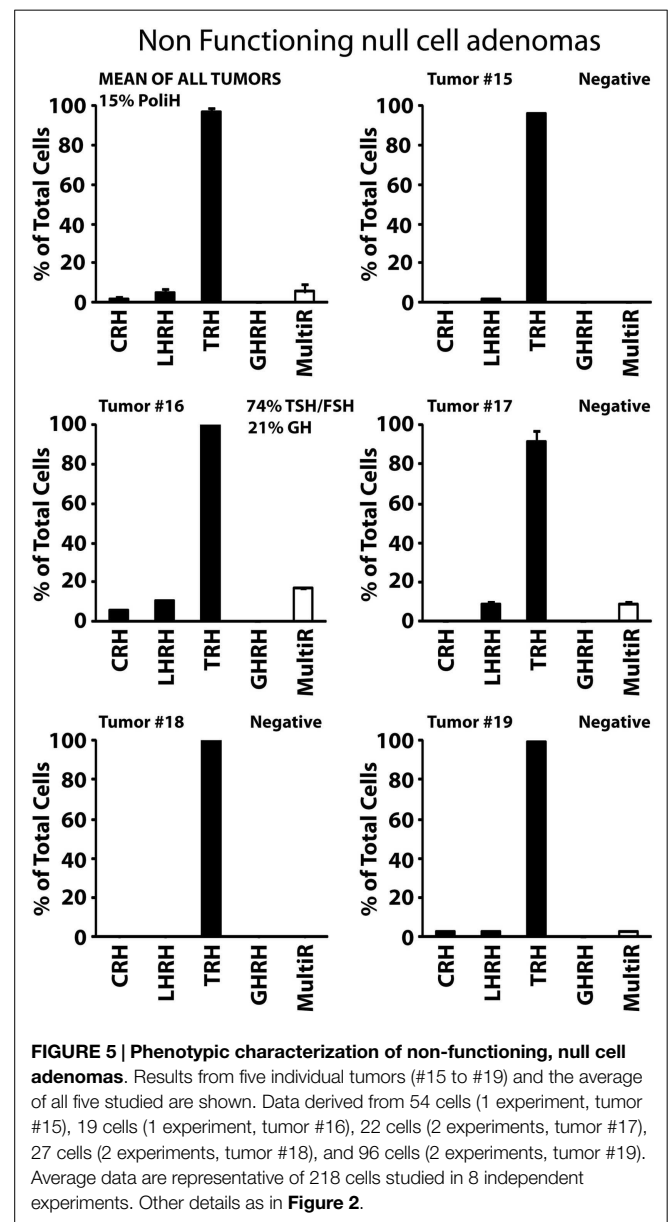 Non Functioning null cell adenomas
MEAN OF ALL TUMORS
15% PoliH
% of Total Cells
100
80
60
40
20
0
CRH
LHRH
TRH
GHRH
MultiR
Tumor #15 Negative
% of Total Cells
100
80
60
40
20
0
CRH
LHRH
TRH
GHRH
MultiR
Tumor #16 74% TSH/FSH
21% GH
% of Total Cells
100
80
60
40
20
0
CRH
LHRH
TRH
GHRH
MultiR
Tumor #17 Negative
% of Total Cells
100
80
60
40
20
0
CRH
LHRH
TRH
GHRH
MultiR
Tumor #18 Negative
% of Total Cells
100
80
60
40
20
0
CRH
LHRH
TRH
GHRH
MultiR
Tumor #19 Negative
% of Total Cells
100
80
60
40
20
0
CRH
LHRH
TRH
GHRH
MultiR
FIGURE 5 | Phenotypic characterization of non-functioning, null cell
adenomas. Results from five individual tumors (#15 to #19) and the average
of all five studied are shown. Data derived from 54 cells (1 experiment, tumor
#15), 19 cells (1 experiment, tumor #16), 22 cells (2 experiments, tumor #17),
27 cells (2 experiments, tumor #18), and 96 cells (2 experiments, tumor #19).
Average data are representative of 218 cells studied in 8 independent
experiments. Other details as in Figure 2.